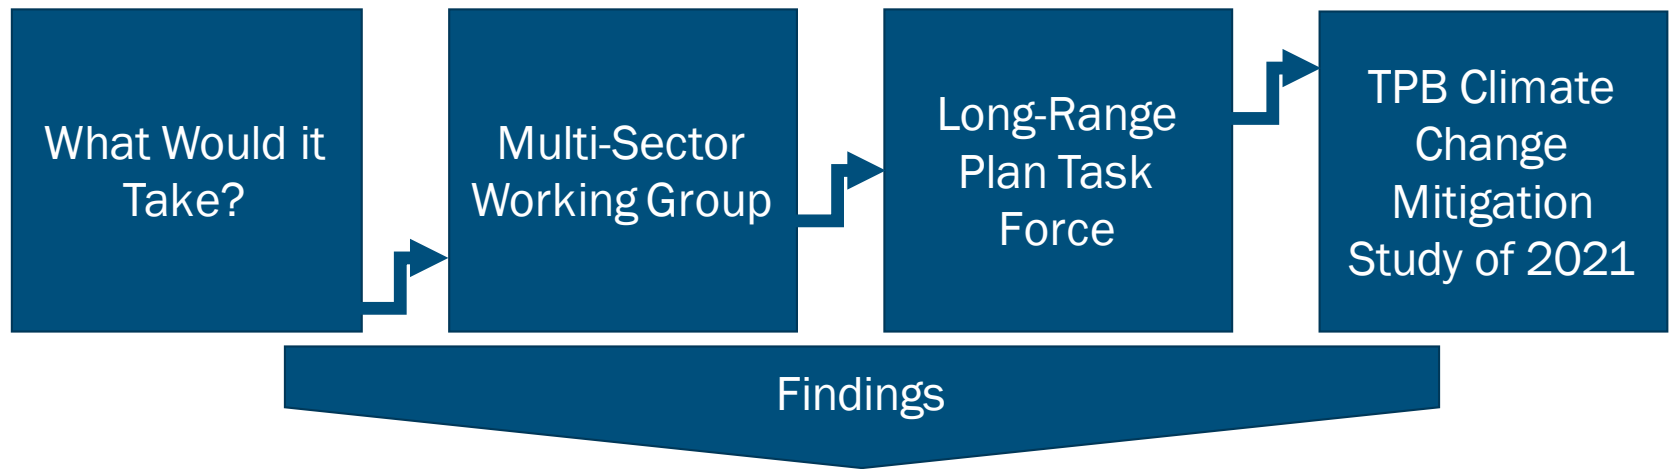 What Would it
Take?
Multi-Sector
Working Group
Long-Range
Plan Task
Force
TPB Climate
Change
Mitigation
Study of 2021
Findings